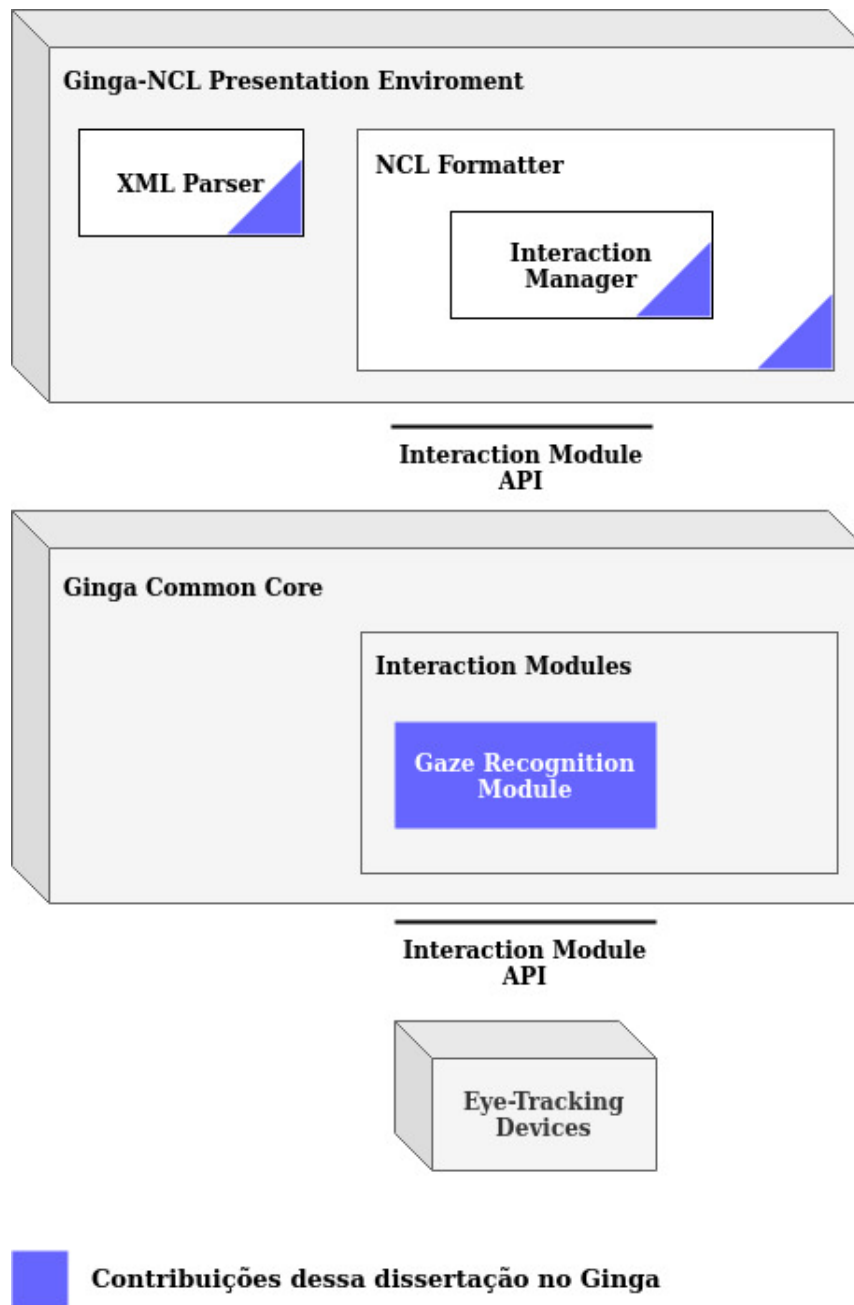 Ginga-NCL Presentation Enviroment
XML Parser
NCL Formatter
Interaction
Manager
Interaction Module
API
Ginga Common Core
Interaction Modules
Gaze Recognition
Module
Interaction Module
API
Eye-Tracking
Devices
Contribuições dessa dissertação no Ginga